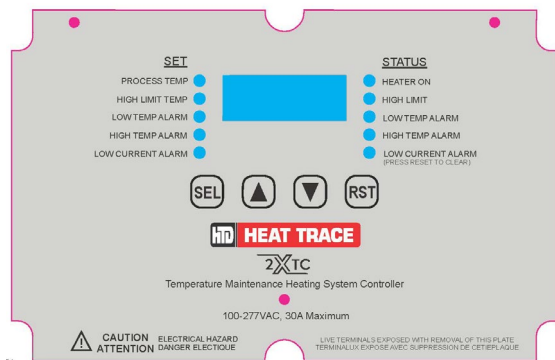 SET
STATUS
PROCESS TEMP
HEATER ON
HIGH LIMIT TEMP
HIGH LIMIT
LOW TEMP ALARM
LOW TEMP ALARM
HIGH TEMP ALARM
HIGH TEMP ALARM
LOW CURRENT ALARM
LOW CURRENT ALARM
(PRESS RESET TO CLEAR)
SEL
RST
htd HEAT TRACE
2XTC
Temperature Maintenance Heating System Controller
100-277VAC, 30A Maximum
CAUTION ELECTRICAL HAZARD
ATTENTION DANGER ELECTIQUE
LIVE TERMINALS EXPOSED WITH REMOVAL OF THIS PLATE
TERMINALUX EXPOSE AVEC SUPPRESSION DE CETIEPLAQUE